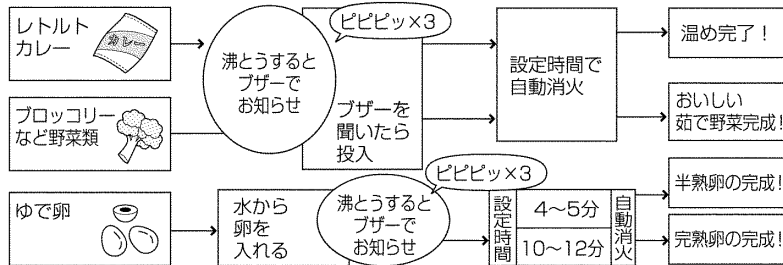 レトルト
カレー
カレー
沸とうすると
ブザーで
お知らせ
ピピピッ×3
ブザーを
聞いたら
投入
設定時間で
自動消火
温め完了！
ブロッコリー
など野菜類
おいしい
茹で野菜完成!
ゆで卵
水から
卵を
入れる
沸とうすると
ブザーで
お知らせ
ピピピッ×3
設定時間
4〜5分
10〜12分
自動消火
半熟卵の完成!
完熟卵の完成!